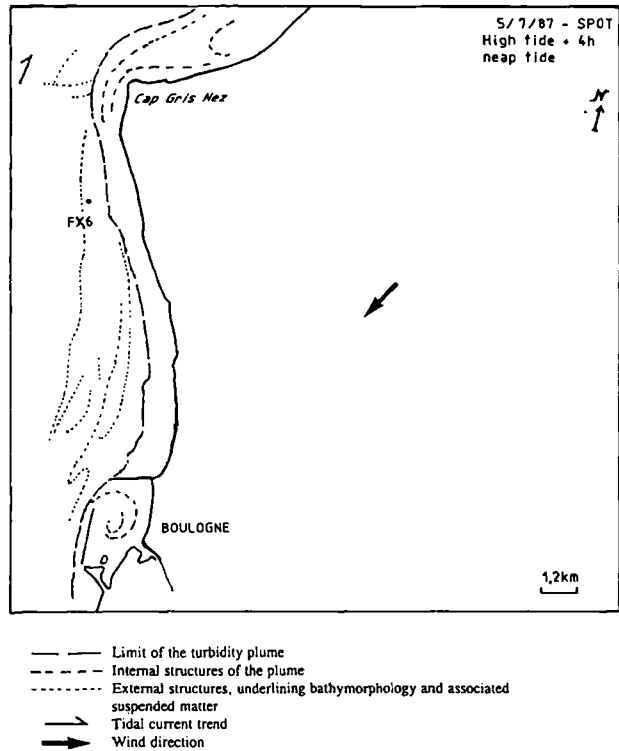 5/7/87 - SPOT
High tide + 4h
neap tide
N
Cap Gris Nez
FX6
BOULOGNE
1,2km
Limit of the turbidity plume
Internal structures of the plume
External structures, underlining bathymorphology and associated
suspended matter
Tidal current trend
Wind direction